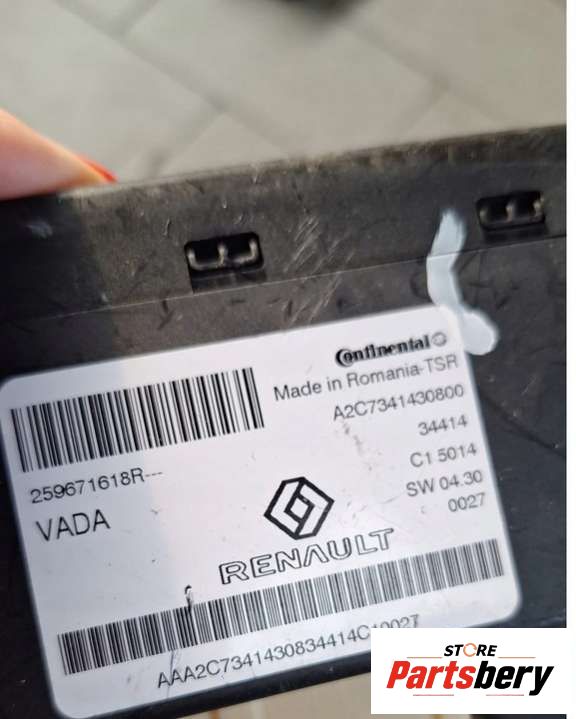 Continental
Made in Romania-TSR
A2C7341430800
34414
C1 5014
SW 04.30
0027
259671618R---
VADA
RENAULT
AAA2C7341430834414C10027
STORE
Partsbery